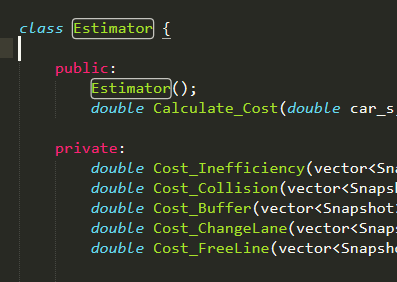 class Estimator {
public:
Estimator();
double Calculate_Cost(double car_s,
private:
double Cost_Inefficiency(vector<Sna
double Cost_Collision(vector<Snapsh
double Cost_Buffer(vector<Snapshot
double Cost_ChangeLane(vector<Snaps
double Cost_FreeLine(vector<Snapsho